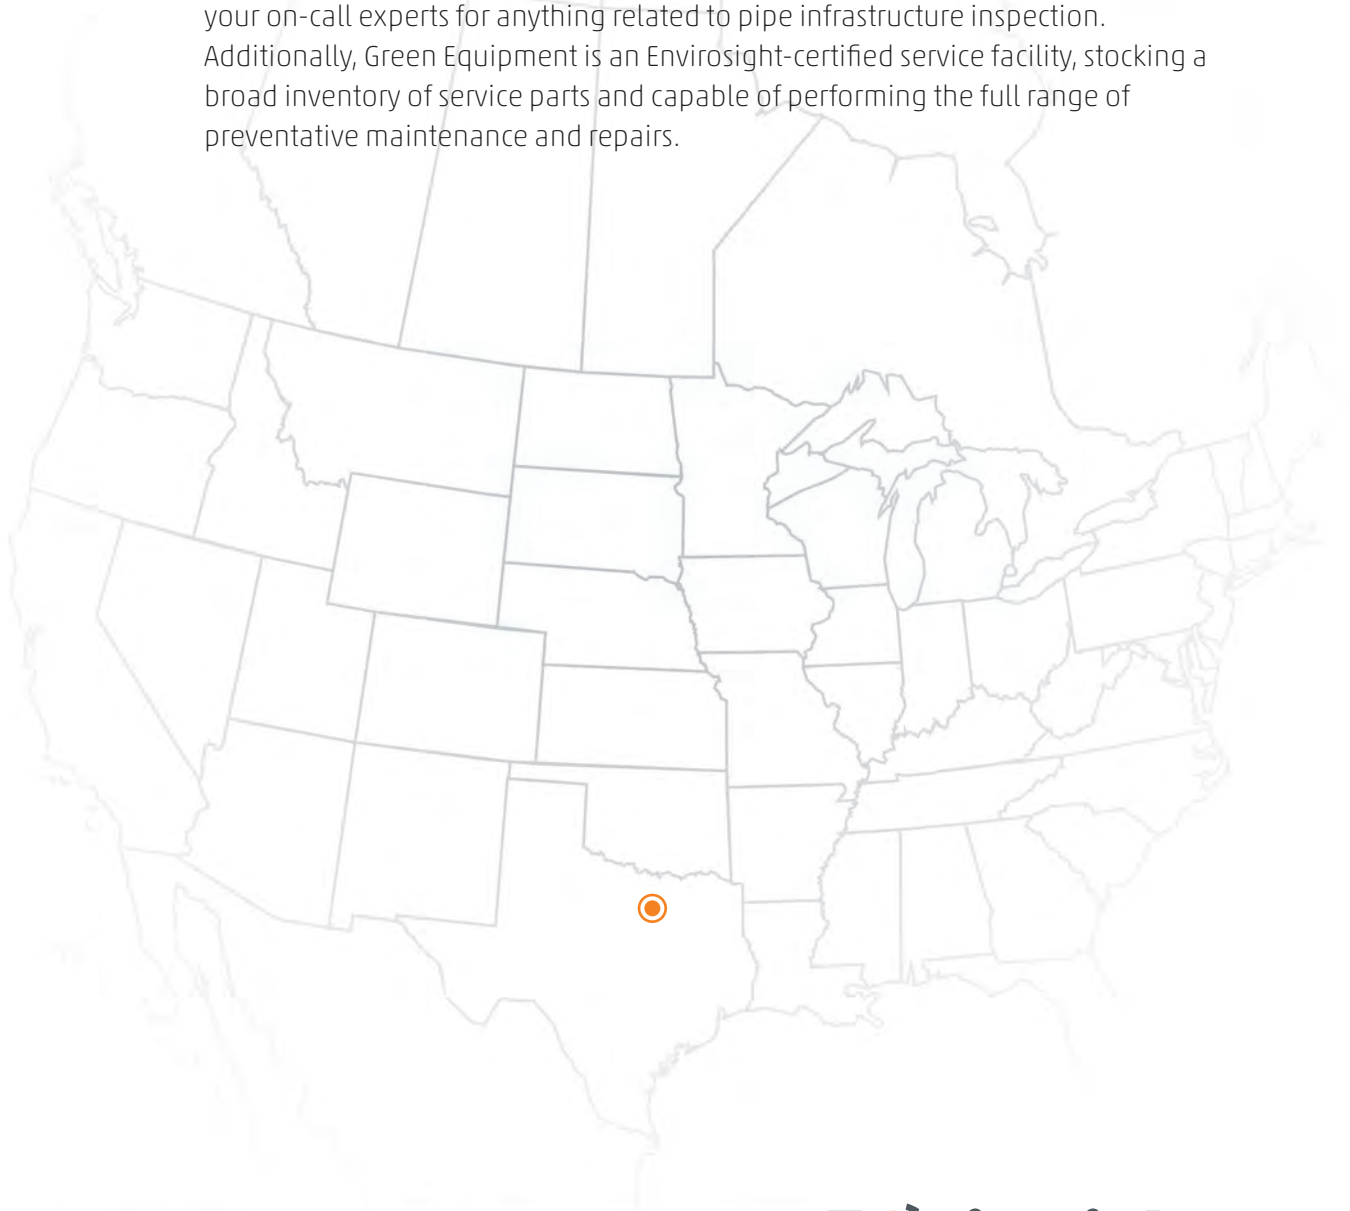 your on-call experts for anything related to pipe infrastructure inspection.
Additionally, Green Equipment is an Envirosight-certified service facility, stocking a
broad inventory of service parts and capable of performing the full range of
preventative maintenance and repairs.